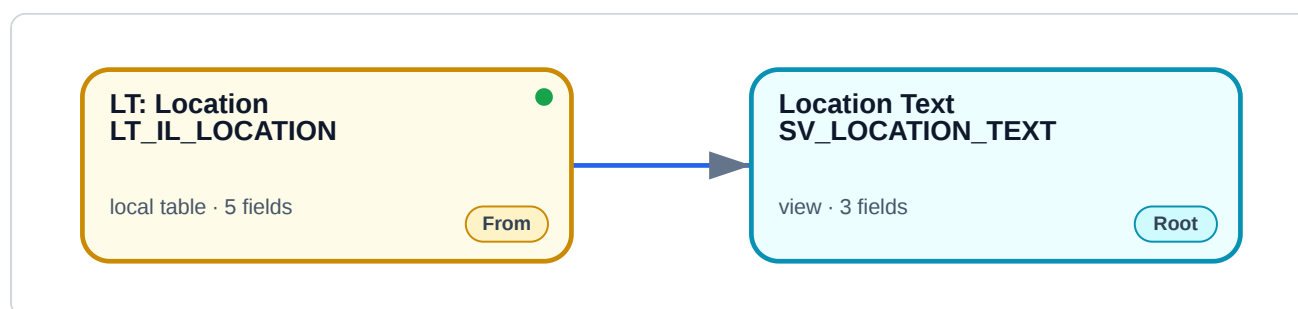 LT: Location
LT_IL_LOCATION
local table · 5 fields
From
Location Text
SV_LOCATION_TEXT
view · 3 fields
Root